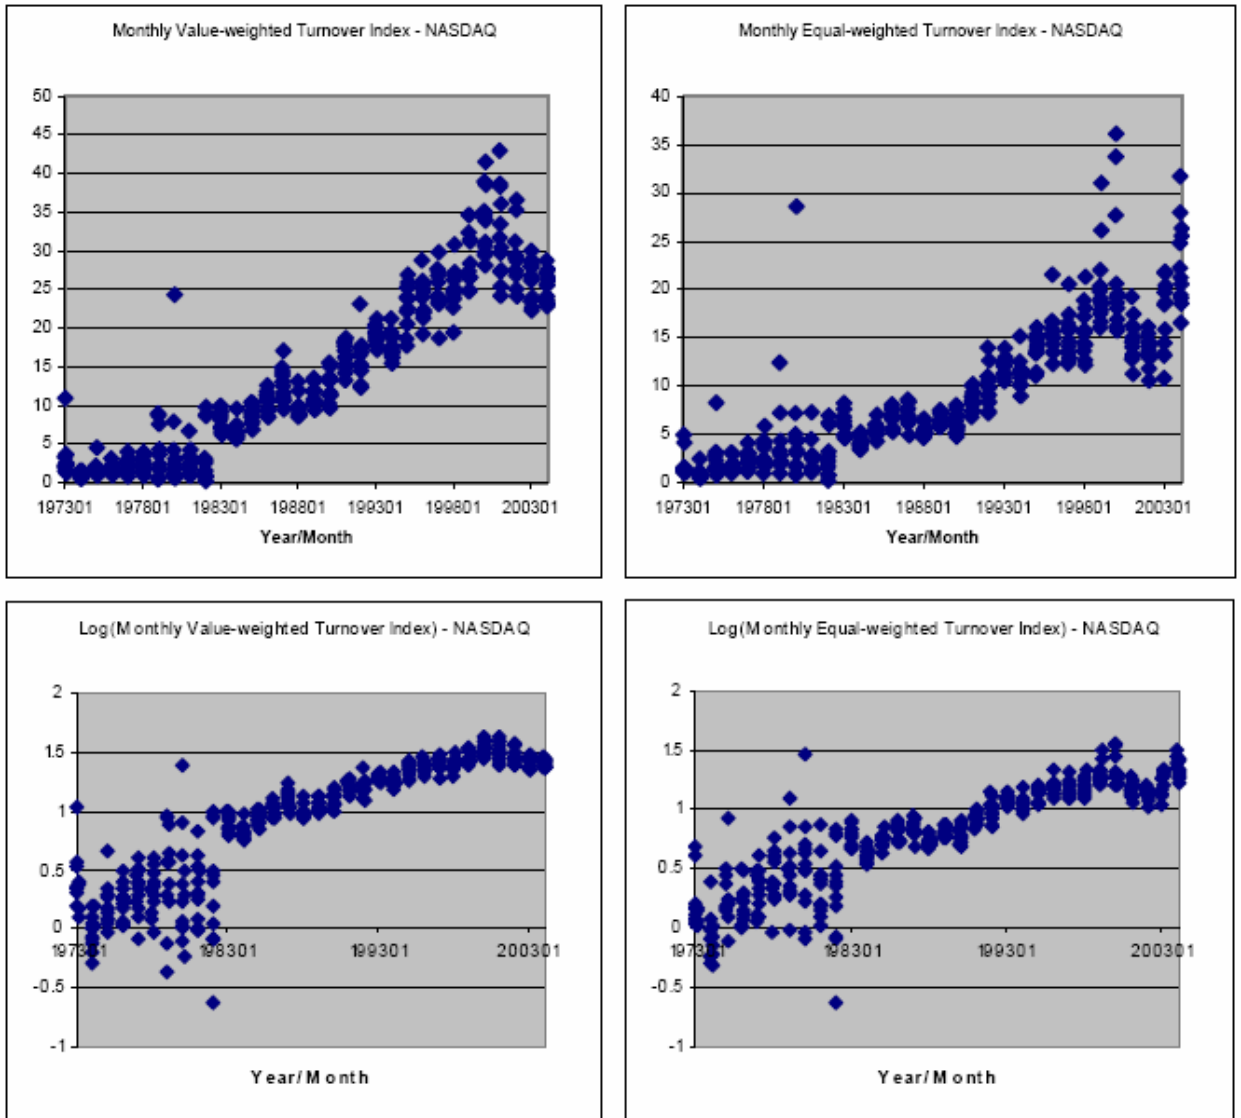 Monthly Value-weighted Turnover Index - NASDAQ
50
45
40
35
30
25
20
15
10
5
0
197301 197801 198301 198801 199301 199801 200301
Year/Month
Monthly Equal-weighted Turnover Index - NASDAQ
40
35
30
25
20
15
10
5
0
197301 197801 198301 198801 199301 199801 200301
Year/Month
Log(Monthly Value-weighted Turnover Index) - NASDAQ
2
1.5
1
0.5
0
197301 198301 199301 200301
-0.5
-1
Year/Month
Log(Monthly Equal-weighted Turnover Index) - NASDAQ
2
1.5
1
0.5
0
197301 198301 199301 200301
-0.5
-1
Year/Month